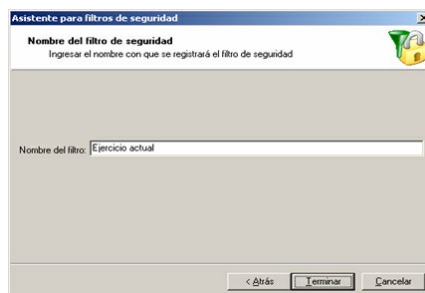 Asistente para filtros de seguridad
Nombre del filtro de seguridad
Ingresar el nombre con que se registrará el filtro de seguridad
Nombre del filtro: Ejercicio actual
< Atrás Terminar Cancelar